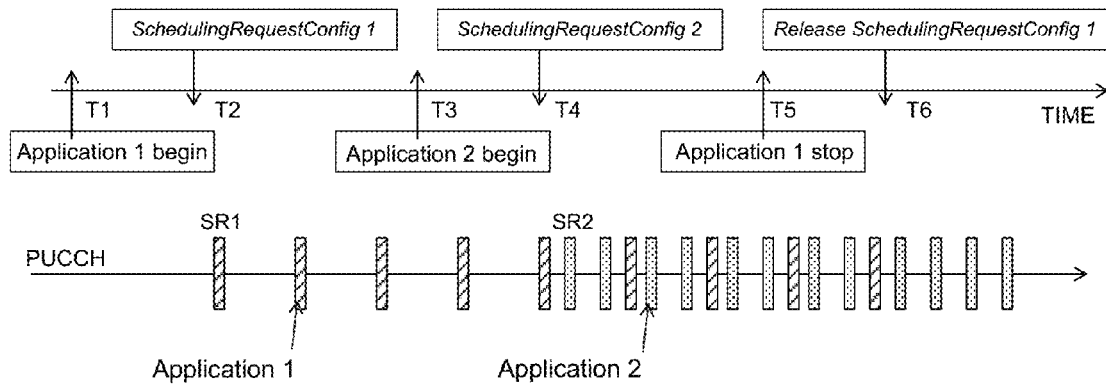 SchedulingRequestConfig 1
SchedulingRequestConfig 2
Release SchedulingRequestConfig 1
T1
T2
T3
T4
T5
T6
TIME
Application 1 begin
Application 2 begin
Application 1 stop
SR1
SR2
PUCCH
Application 1
Application 2